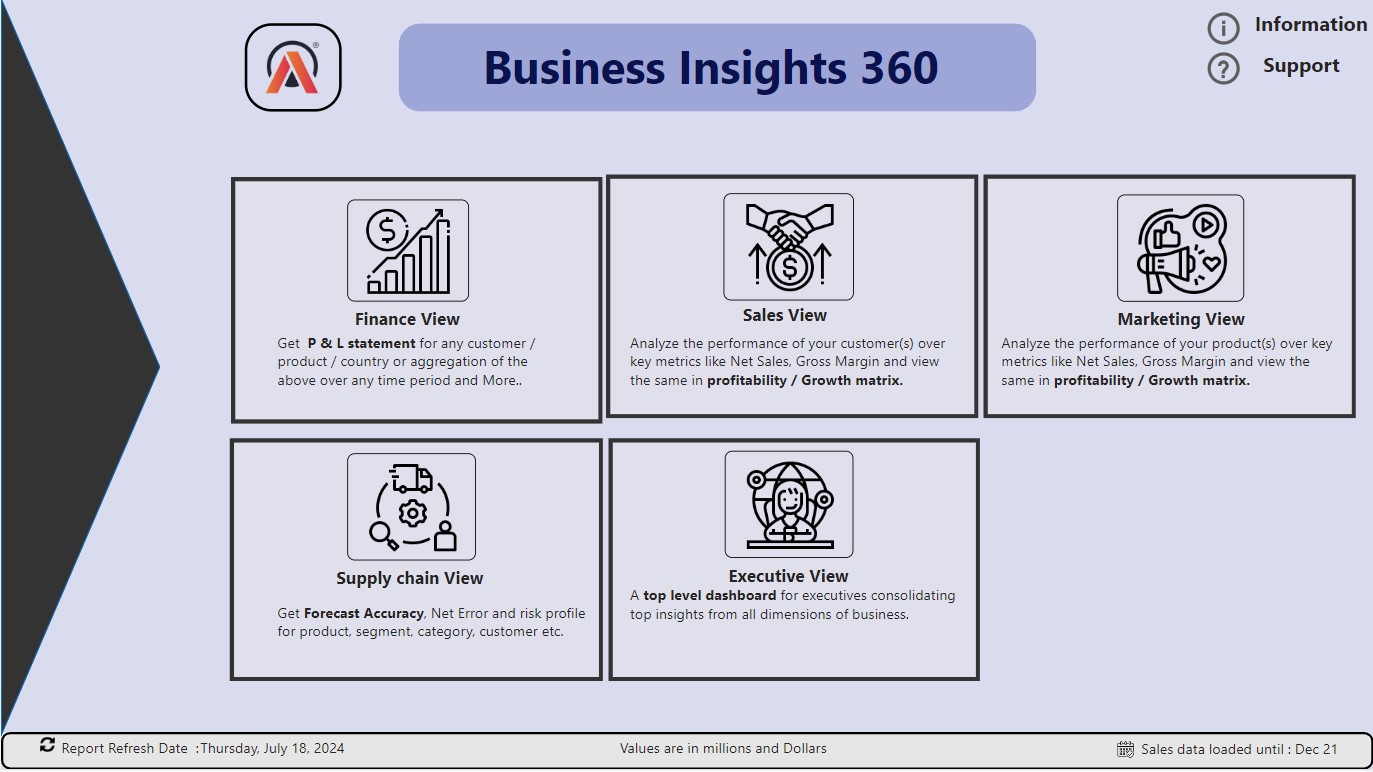 Business Insights 360
Information
Support
Finance View
Get  P & L statement for any customer /
product / country or aggregation of the
above over any time period and More..
Sales View
Analyze the performance of your customer(s) over
key metrics like Net Sales, Gross Margin and view
the same in profitability / Growth matrix.
Marketing View
Analyze the performance of your product(s) over key
metrics like Net Sales, Gross Margin and view the
same in profitability / Growth matrix.
Supply chain View
Get Forecast Accuracy, Net Error and risk profile
for product, segment, category, customer etc.
Executive View
A top level dashboard for executives consolidating
top insights from all dimensions of business.
Report Refresh Date  :Thursday, July 18, 2024
Values are in millions and Dollars
Sales data loaded until : Dec 21